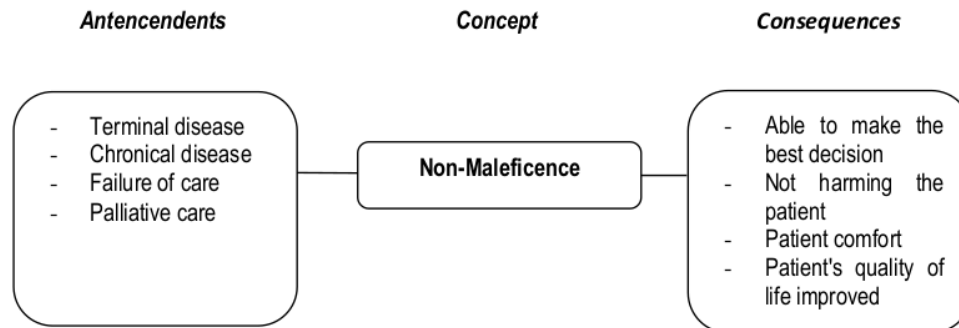 Antencendents
Concept
Consequences
- Terminal disease
- Chronical disease
- Failure of care
- Palliative care
Non-Maleficence
- Able to make the
best decision
- Not harming the
patient
- Patient comfort
- Patient's quality of
life improved